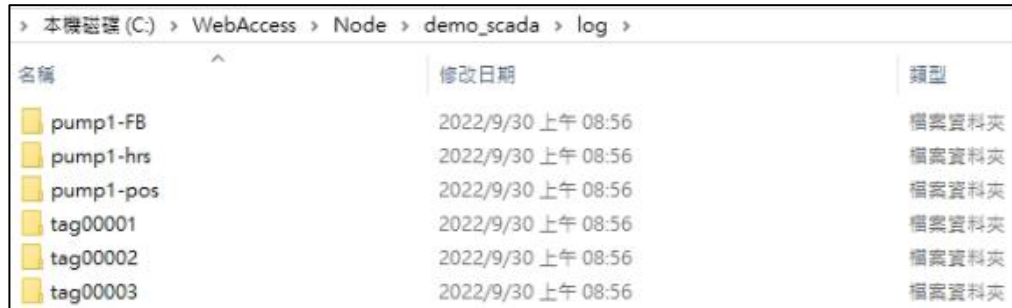 › 本機磁碟 (C:) › WebAccess › Node › demo_scada › log ›
名稱 修改日期 類型
pump1-FB 2022/9/30 上午 08:56 檔案資料夾
pump1-hrs 2022/9/30 上午 08:56 檔案資料夾
pump1-pos 2022/9/30 上午 08:56 檔案資料夾
tag00001 2022/9/30 上午 08:56 檔案資料夾
tag00002 2022/9/30 上午 08:56 檔案資料夾
tag00003 2022/9/30 上午 08:56 檔案資料夾